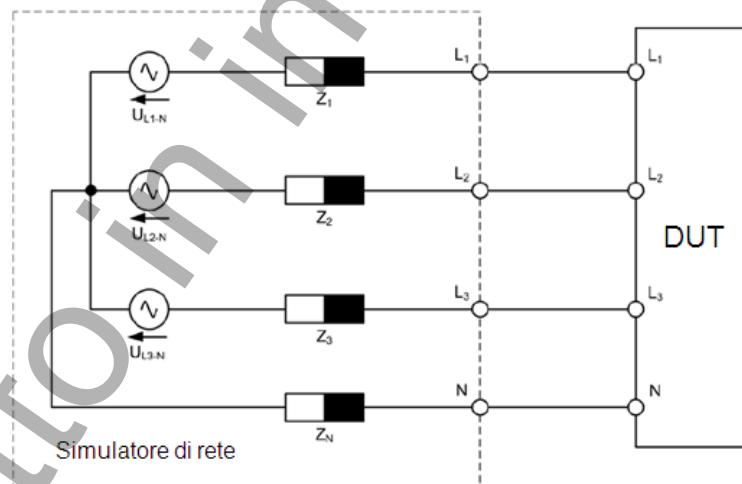 L1
L1
Z1
UL1-N
L2
L2
Z2
UL2-N
DUT
L3
L3
Z3
UL3-N
N
N
ZN
Simulatore di rete